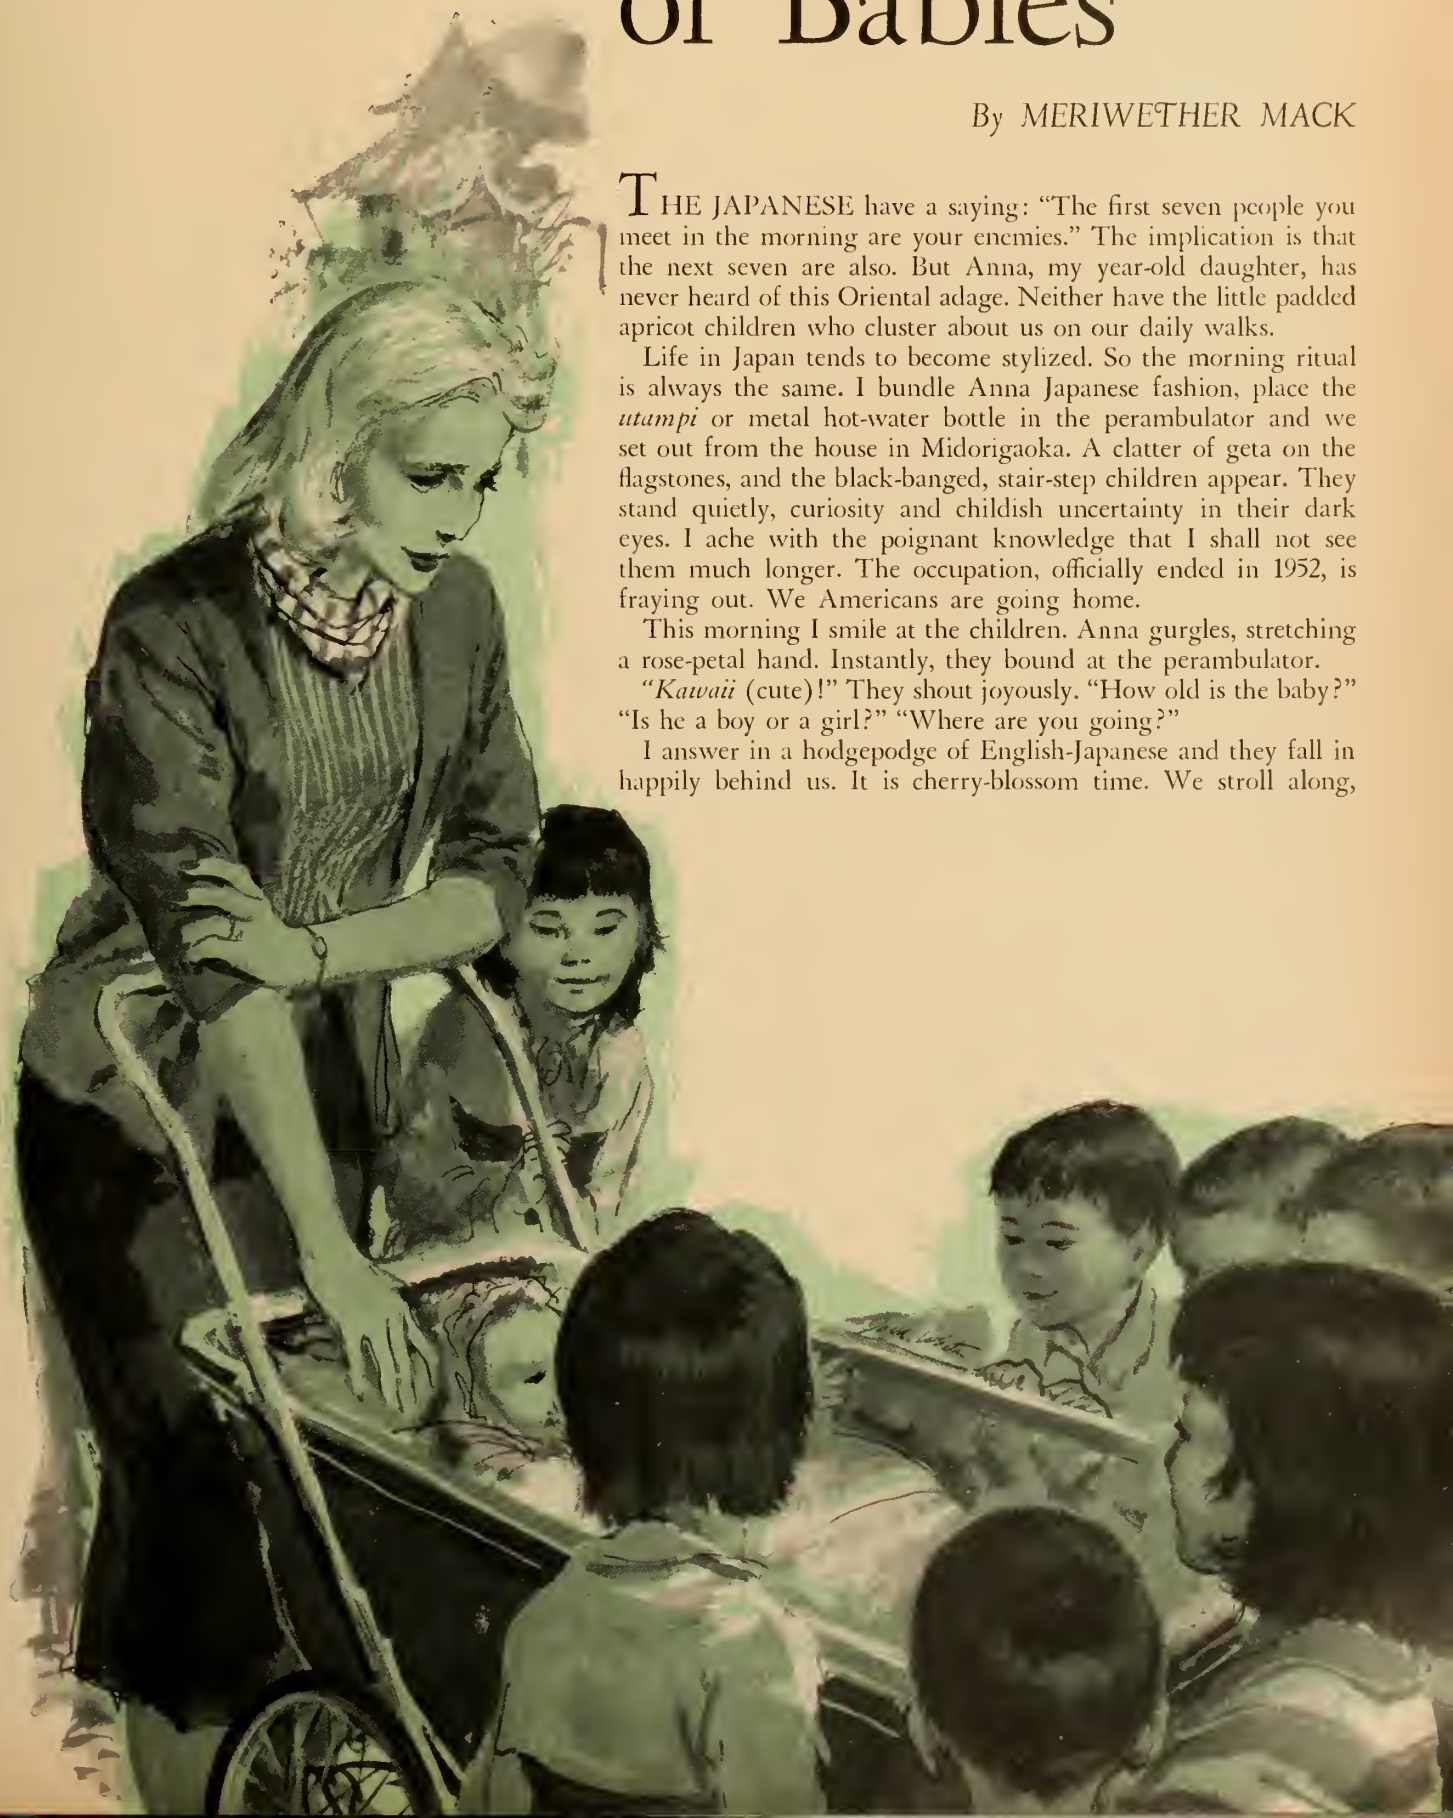 of Babies
By MERIWETHER MACK
THE JAPANESE have a saying: “The first seven people you
meet in the morning are your enemies.” The implication is that
the next seven are also. But Anna, my year-old daughter, has
never heard of this Oriental adage. Neither have the little padded
apricot children who cluster about us on our daily walks.
Life in Japan tends to become stylized. So the morning ritual
is always the same. I bundle Anna Japanese fashion, place the
utampi or metal hot-water bottle in the perambulator and we
set out from the house in Midorigaoka. A clatter of geta on the
flagstones, and the black-banged, stair-step children appear. They
stand quietly, curiosity and childish uncertainty in their dark
eyes. I ache with the poignant knowledge that I shall not see
them much longer. The occupation, officially ended in 1952, is
fraying out. We Americans are going home.
This morning I smile at the children. Anna gurgles, stretching
a rose-petal hand. Instantly, they bound at the perambulator.
“Kawaii (cute)!” They shout joyously. “How old is the baby?”
“Is he a boy or a girl?” “Where are you going?”
I answer in a hodgepodge of English-Japanese and they fall in
happily behind us. It is cherry-blossom time. We stroll along,